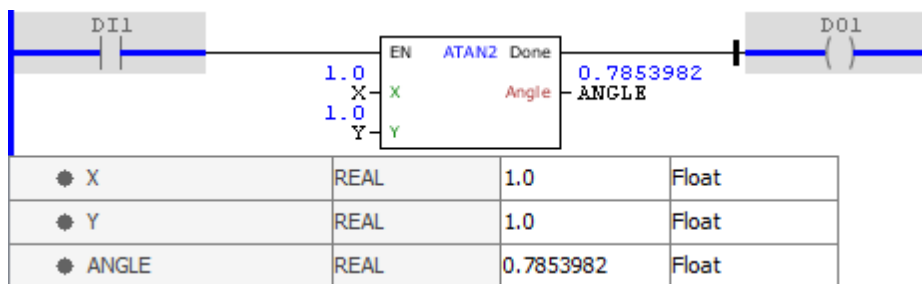 DI1 DO1
EN ATAN2 Done
1.0 0.7853982
X X Angle ANGLE
1.0
Y Y
X REAL 1.0 Float
Y REAL 1.0 Float
ANGLE REAL 0.7853982 Float